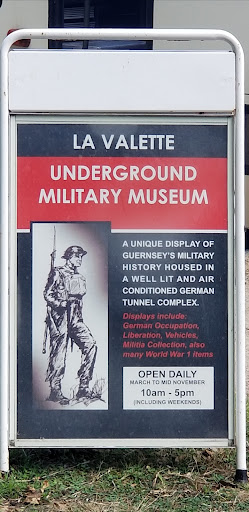 LA VALETTE
UNDERGROUND
MILITARY MUSEUM
A UNIQUE DISPLAY OF
GUERNSEY'S MILITARY
HISTORY HOUSED IN
A WELL LIT AND AIR
CONDITIONED GERMAN
TUNNEL COMPLEX.
Displays include:
German Occupation,
Liberation, Vehicles,
Militia Collection, also
many World War 1 items
OPEN DAILY
MARCH TO MID NOVEMBER
10am - 5pm
(INCLUDING WEEKENDS)